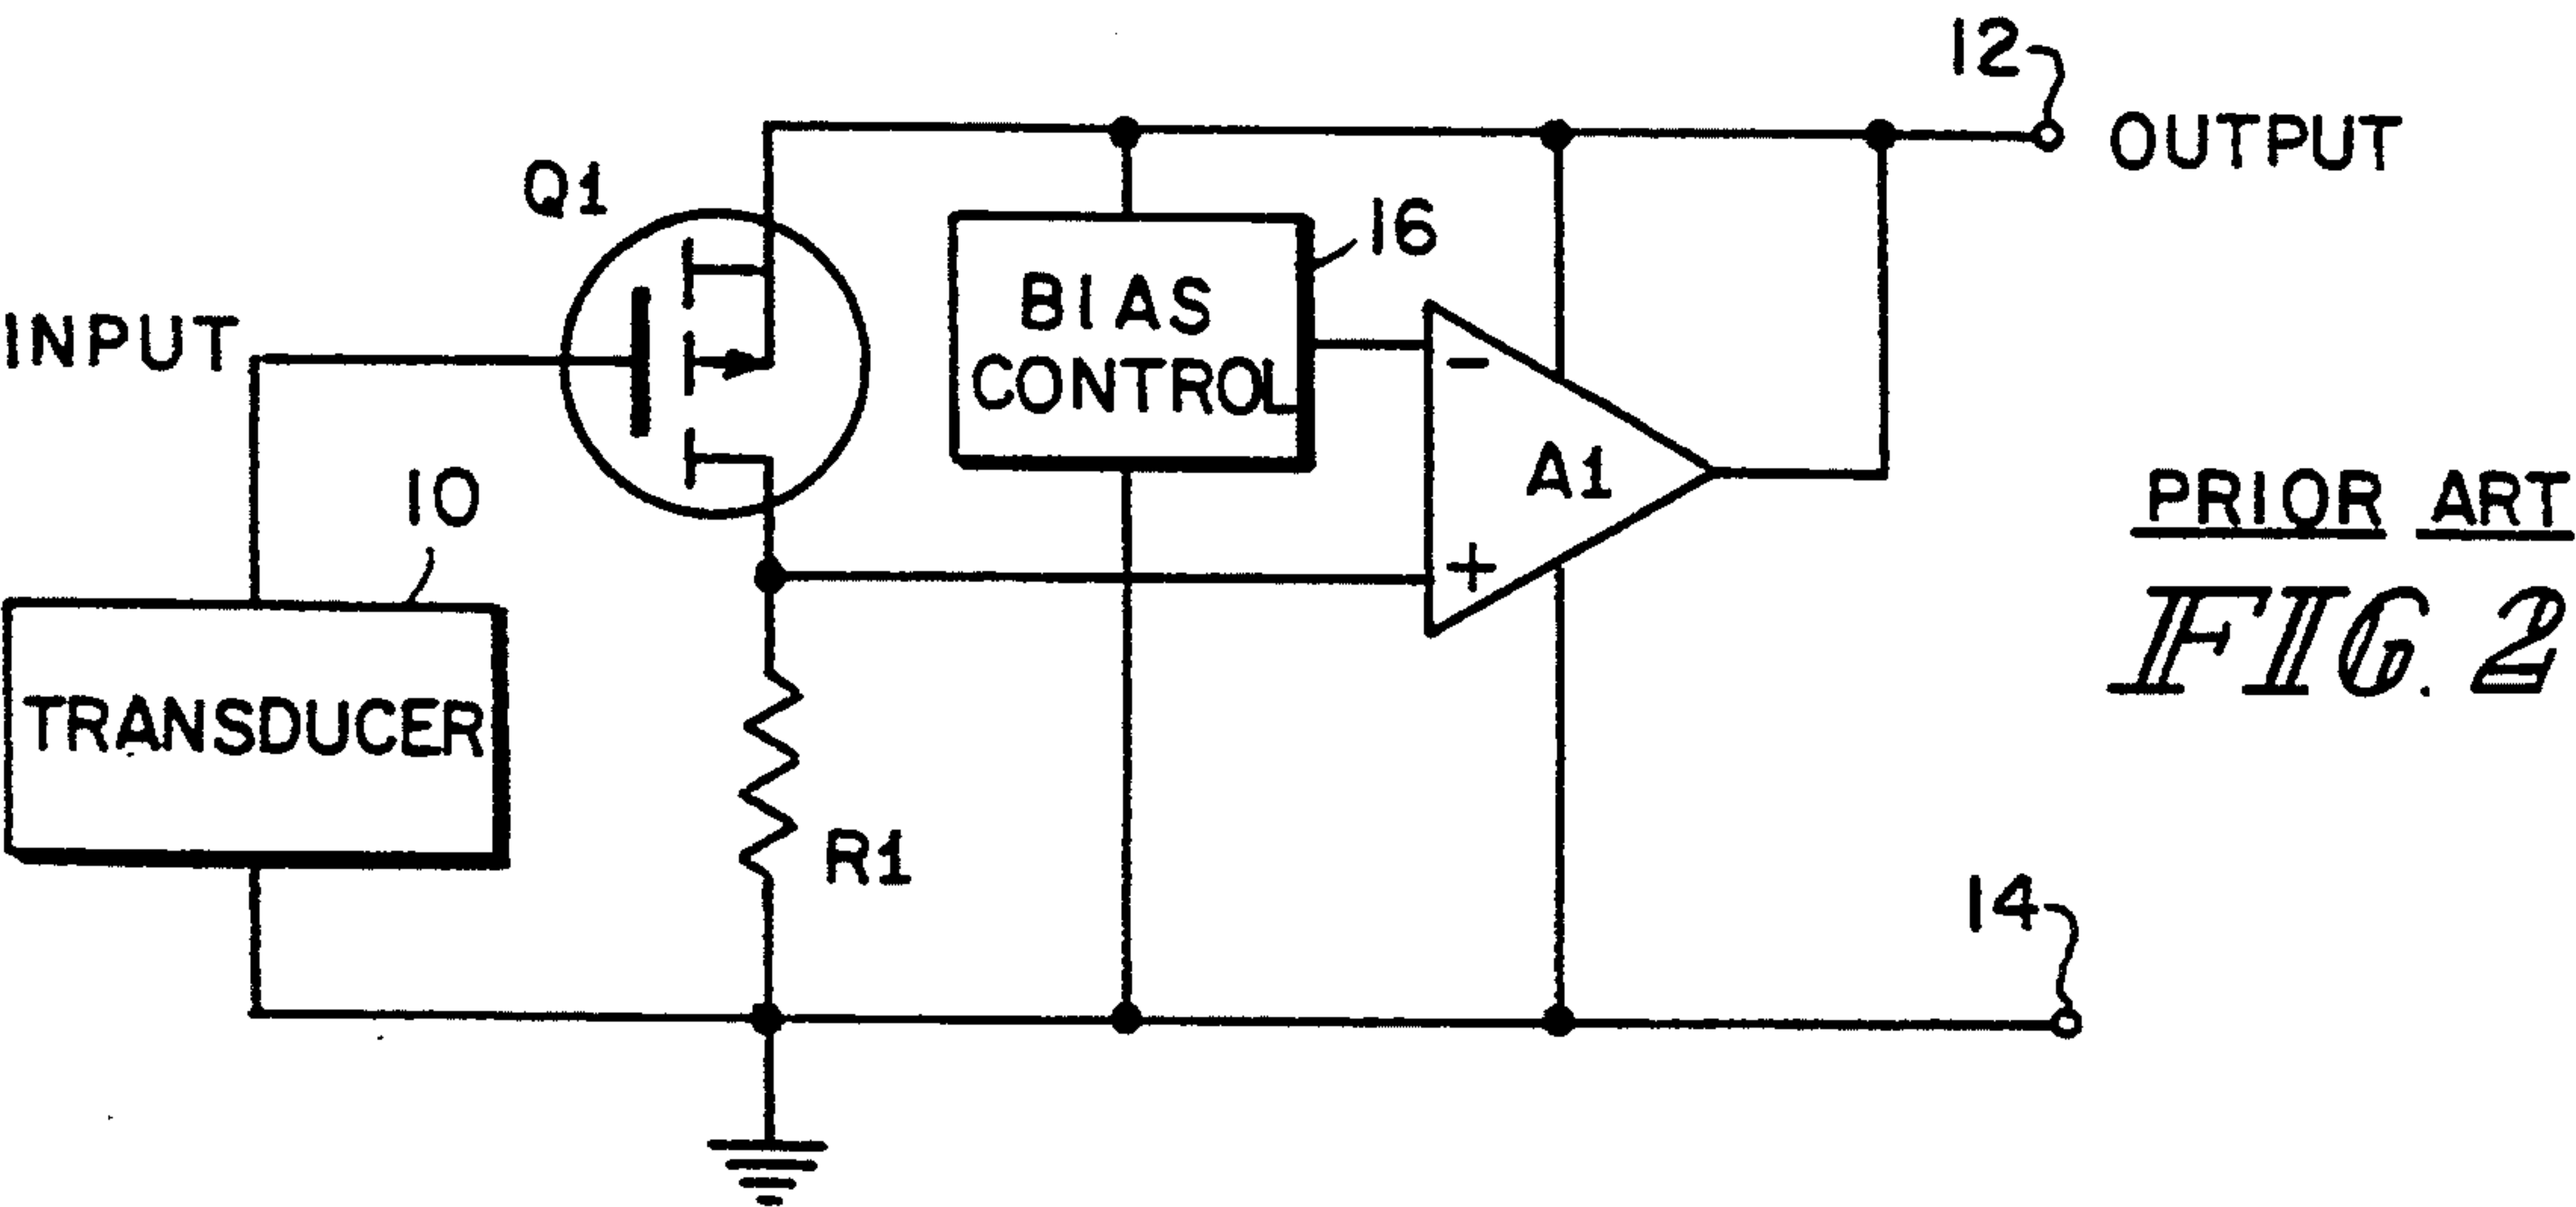 12
OUTPUT
Q1
16
INPUT
BIAS
CONTROL
-
A1
+
10
TRANSDUCER
R1
14
PRIOR ART
FIG. 2